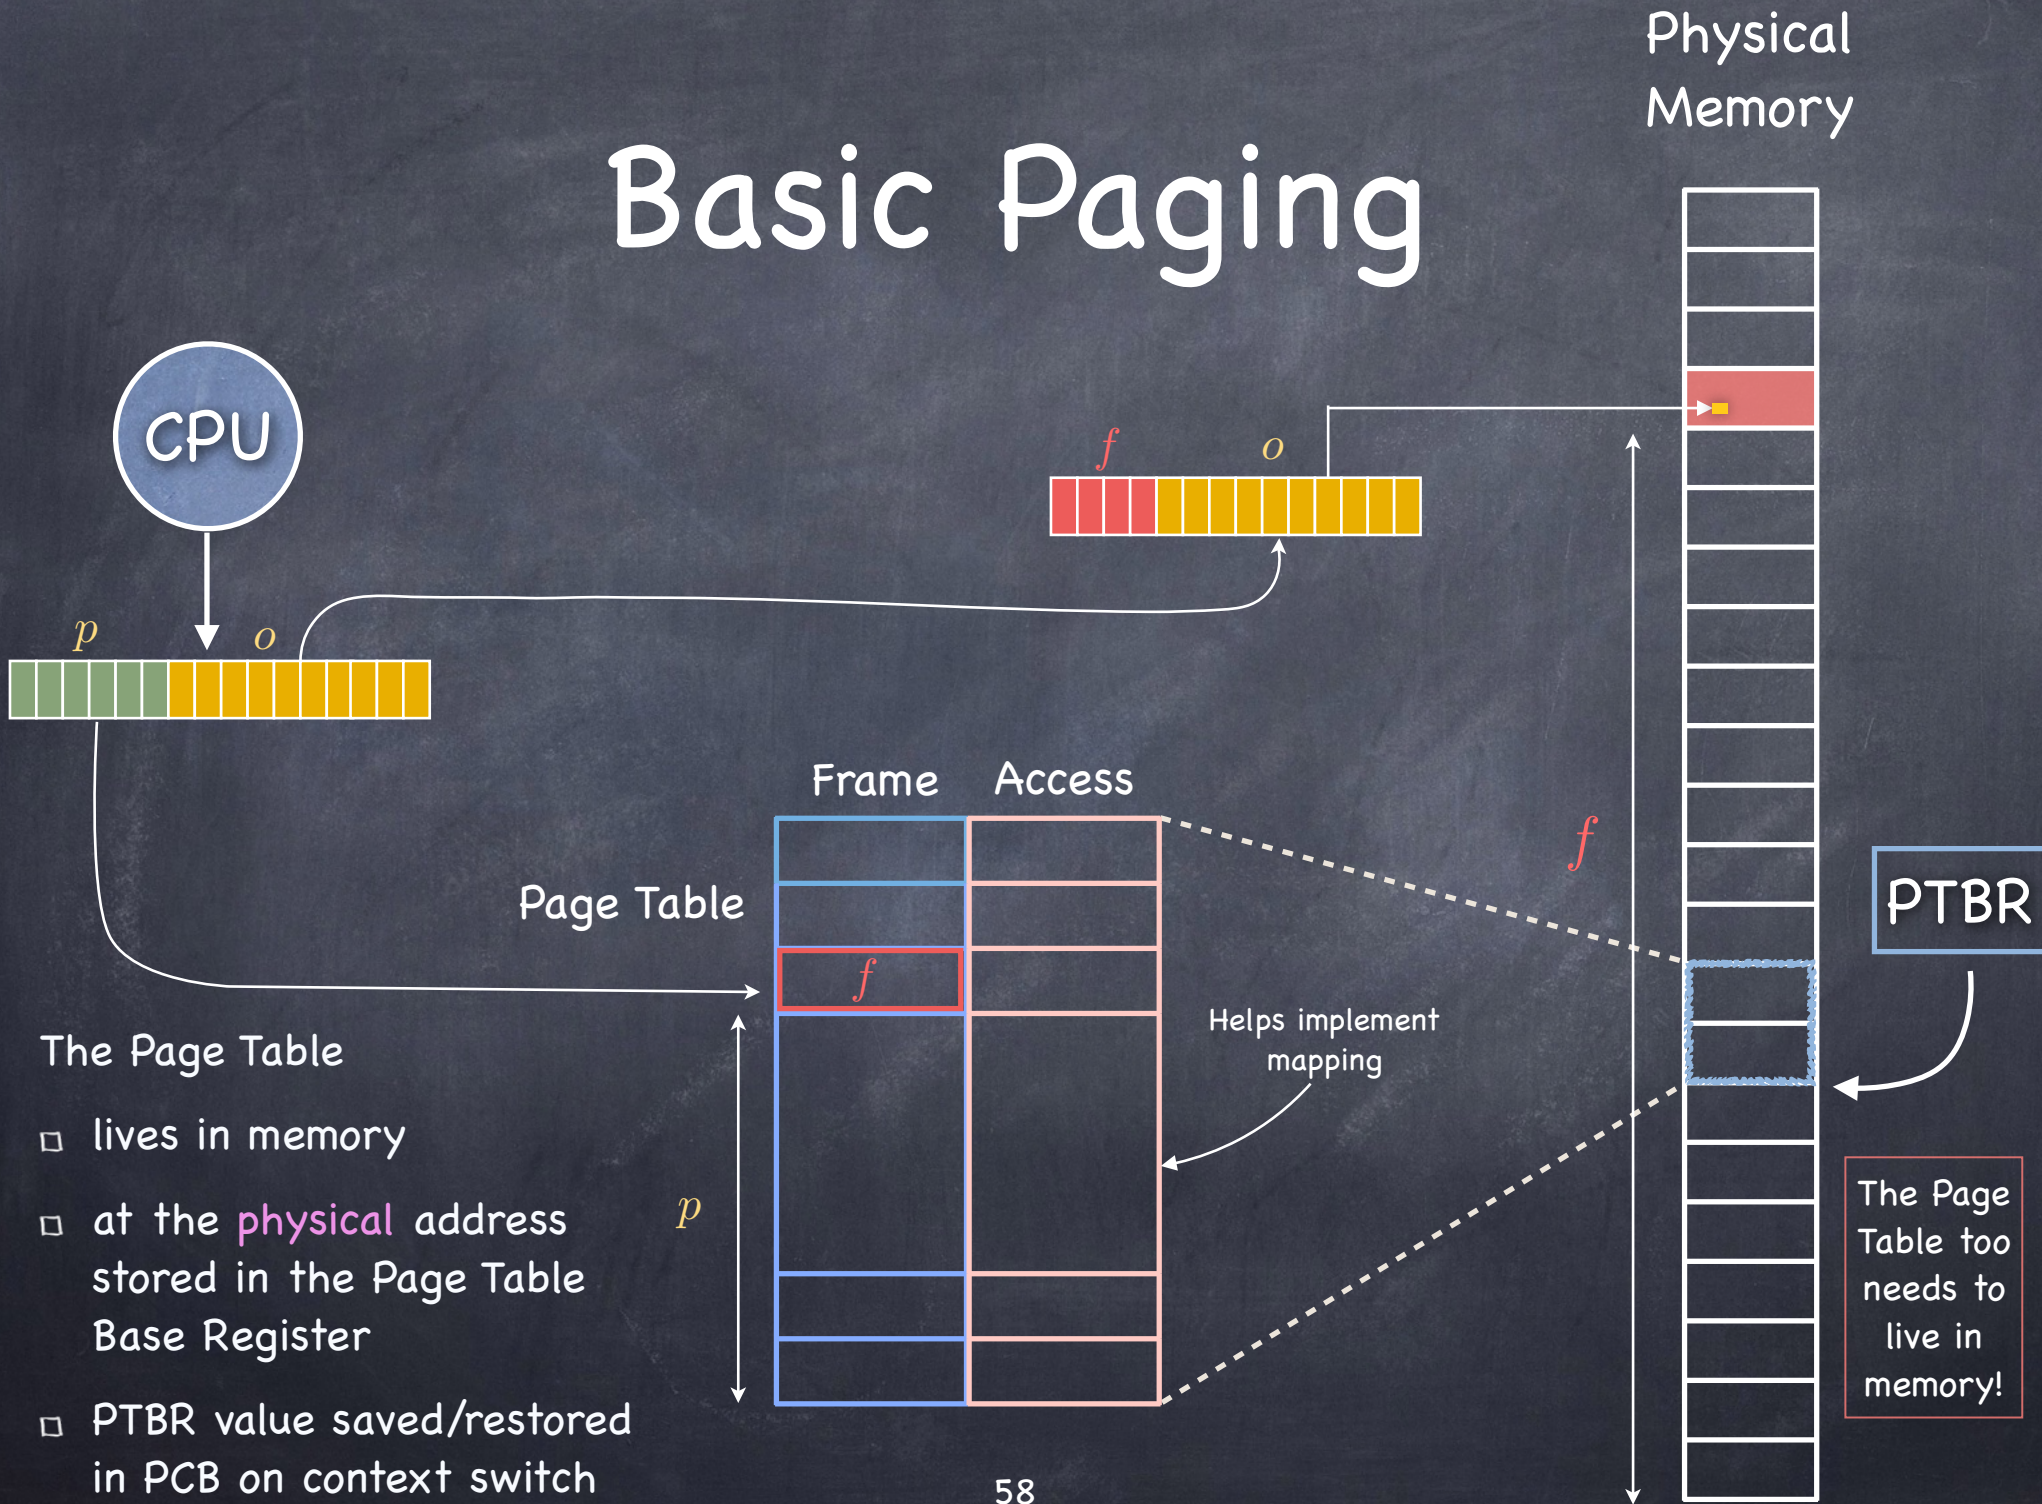 Physical
Memory
Basic Paging
CPU
f
o
p
o
Frame
Access
f
Page Table
PTBR
f
Helps implement
mapping
The Page Table
lives in memory
at the physical address
stored in the Page Table
Base Register
PTBR value saved/restored
in PCB on context switch
p
The Page
Table too
needs to
live in
memory!
58